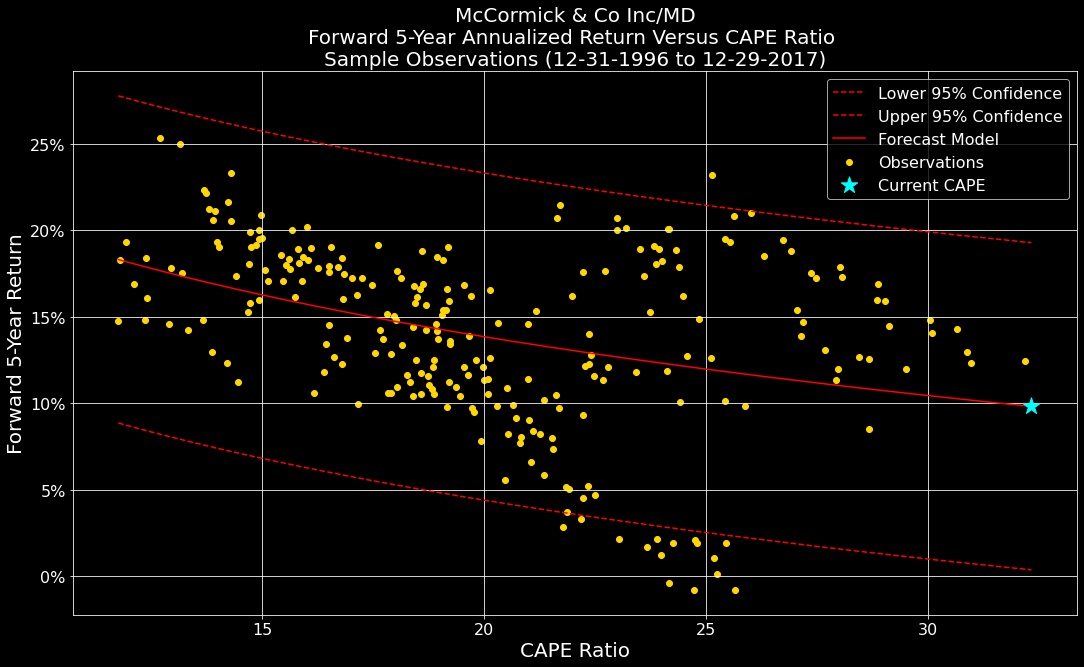 McCormick & Co Inc/MD
Forward 5-Year Annualized Return Versus CAPE Ratio
Sample Observations (12-31-1996 to 12-29-2017)
Lower 95% Confidence
Upper 95% Confidence
Forecast Model
Observations
Current CAPE
Forward 5-Year Return
25%
20%
15%
10%
5%
0%
15
20
25
30
CAPE Ratio